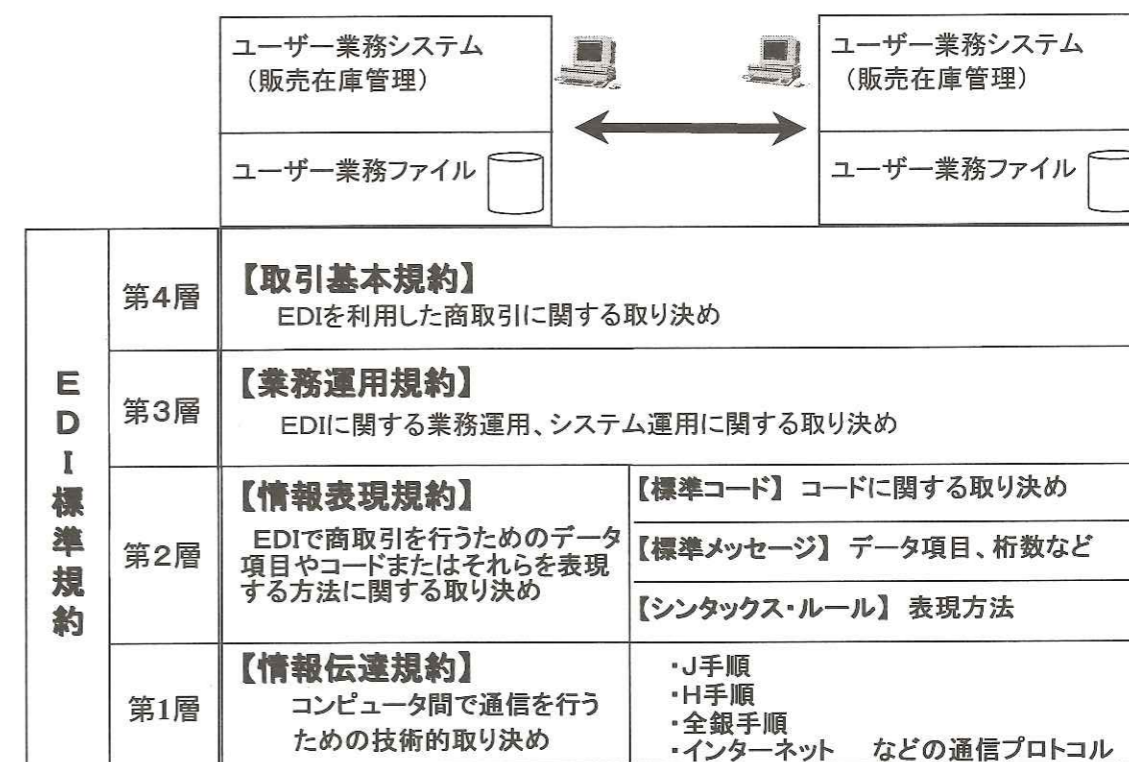 ユーザー業務システム
（販売在庫管理）
ユーザー業務ファイル
ユーザー業務システム
（販売在庫管理）
ユーザー業務ファイル
EDI標準規約
第4層
【取引基本規約】
EDIを利用した商取引に関する取り決め
第3層
【業務運用規約】
EDIに関する業務運用、システム運用に関する取り決め
第2層
【情報表現規約】
EDIで商取引を行うためのデータ
項目やコードまたはそれらを表現
する方法に関する取り決め
【標準コード】 コードに関する取り決め
【標準メッセージ】 データ項目、桁数など
【シンタックス・ルール】 表現方法
第1層
【情報伝達規約】
コンピュータ間で通信を行う
ための技術的取り決め
・J手順
・H手順
・全銀手順
・インターネット などの通信プロトコル